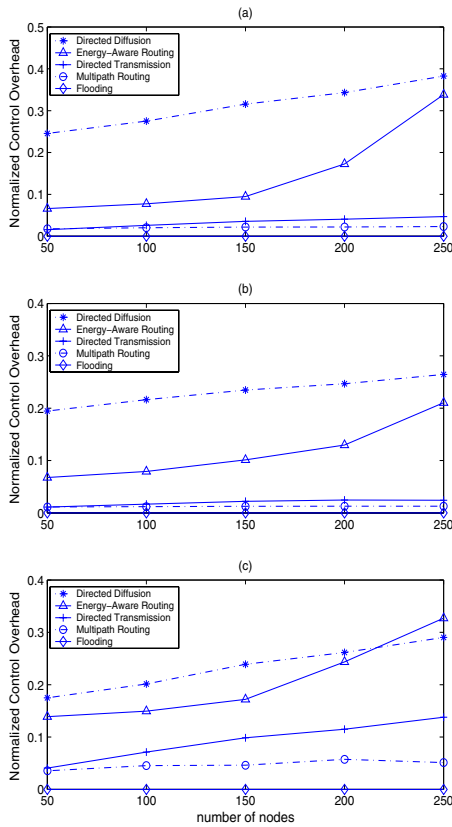 (a)
Normalized Control Overhead
0.5
0.4
0.3
0.2
0.1
0
Directed Diffusion
Energy-Aware Routing
Directed Transmission
Multipath Routing
Flooding
50 100 150 200 250
(b)
Normalized Control Overhead
0.4
0.3
0.2
0.1
0
Directed Diffusion
Energy-Aware Routing
Directed Transmission
Multipath Routing
Flooding
50 100 150 200 250
(c)
Normalized Control Overhead
0.4
0.3
0.2
0.1
0
Directed Diffusion
Energy-Aware Routing
Directed Transmission
Multipath Routing
Flooding
50 100 150 200 250
number of nodes